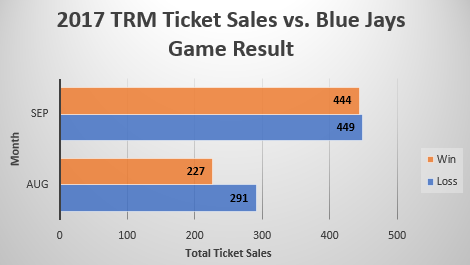 2017 TRM Ticket Sales vs. Blue Jays
Game Result
Month
SEP
444
449
AUG
227
291
Win
Loss
0 100 200 300 400 500
Total Ticket Sales